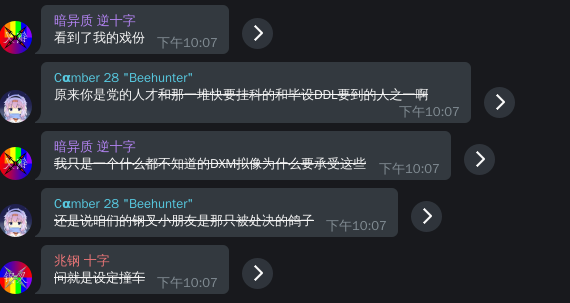 暗异质 逆十字
看到了我的戏份 下午10:07
Cαmber 28 "Beehunter"
原来你是党的人才和那一堆快要挂科的和毕设DDL要到的人之一啊
下午10:07
暗异质 逆十字
我只是一个什么都不知道的DXM拟像为什么要承受这些 下午10:07
Cαmber 28 "Beehunter"
还是说咱们的钢叉小朋友是那只被处决的鸽子 下午10:07
兆钢 十字
问就是设定撞车 下午10:07